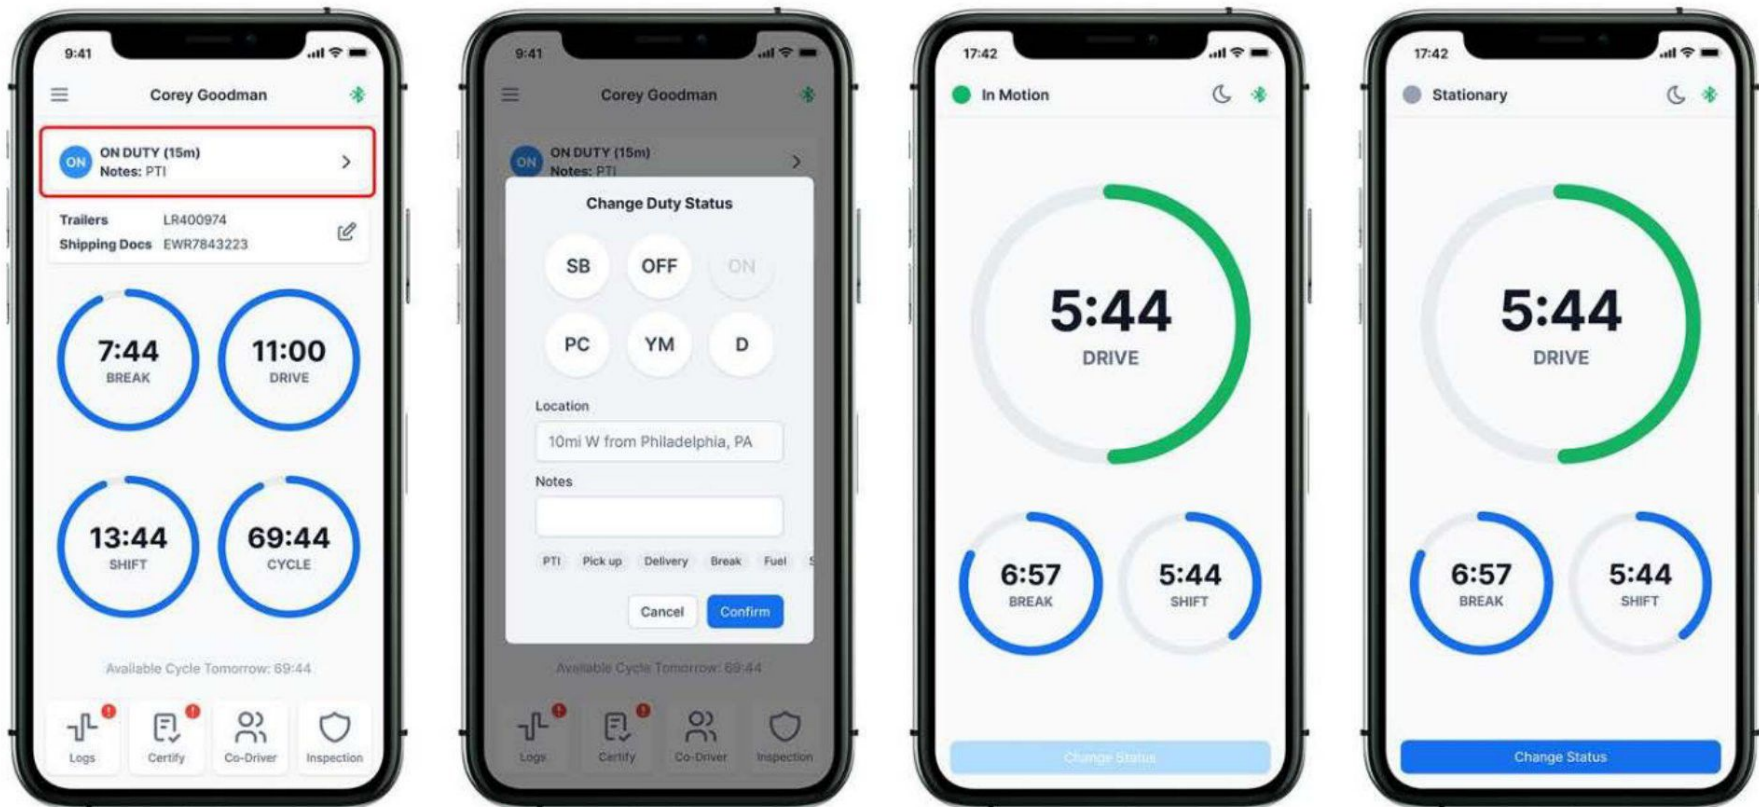 9:41
Corey Goodman
ON
ON DUTY (15m)
Notes: PTI
Trailers LR400974
Shipping Docs EWR7843223
7:44
BREAK
11:00
DRIVE
13:44
SHIFT
69:44
CYCLE
Available Cycle Tomorrow: 69:44
Logs
Certify
Co-Driver
Inspection
9:41
Corey Goodman
ON
ON DUTY (15m)
Notes: PTI
Change Duty Status
SB OFF ON
PC YM D
Location
10mi W from Philadelphia, PA
Notes
PTI Pick up Delivery Break Fuel S
Cancel Confirm
Available Cycle Tomorrow: 69:44
Logs
Certify
Co-Driver
Inspection
17:42
In Motion
5:44
DRIVE
6:57
BREAK
5:44
SHIFT
Change Status
17:42
Stationary
5:44
DRIVE
6:57
BREAK
5:44
SHIFT
Change Status